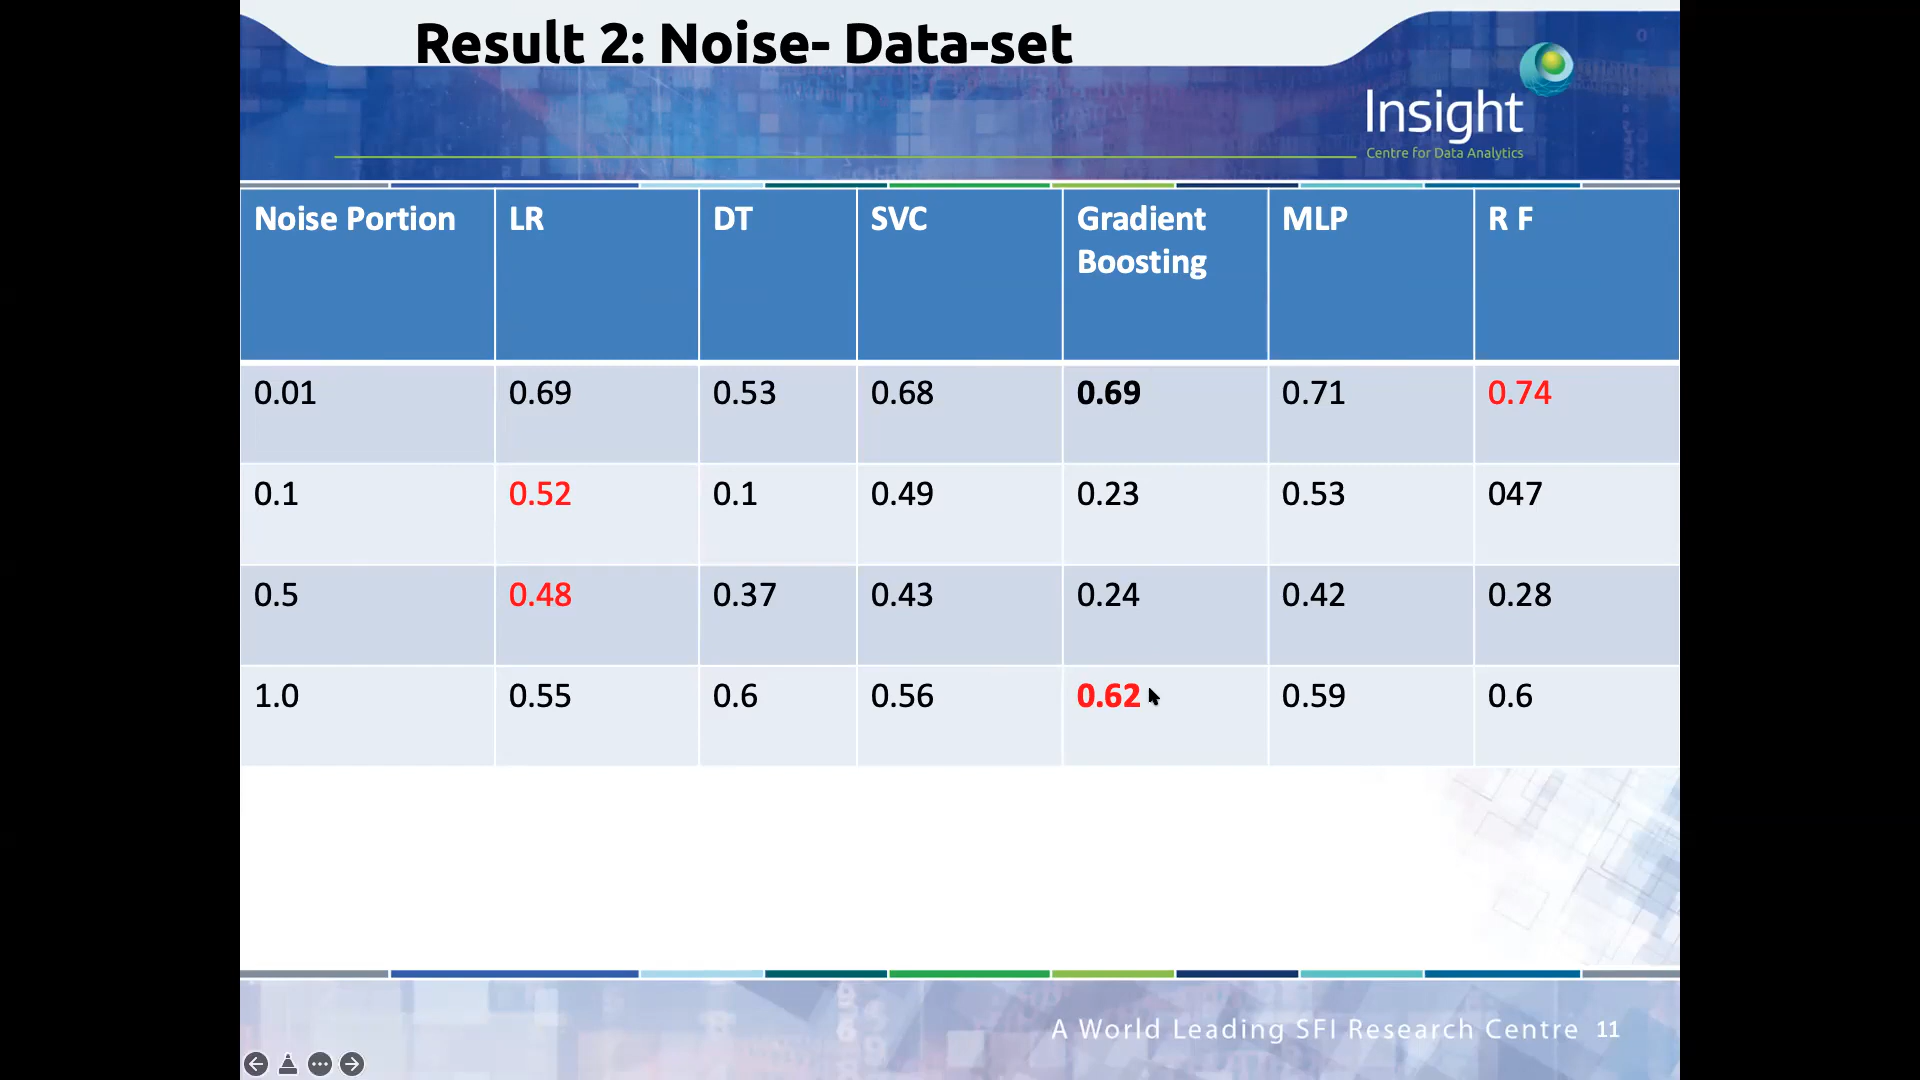 Result 2: Noise- Data-set
Insight
Centre for Data Analytics
Noise Portion LR DT SVC Gradient Boosting MLP R F
0.01 0.69 0.53 0.68 0.69 0.71 0.74
0.1 0.52 0.1 0.49 0.23 0.53 047
0.5 0.48 0.37 0.43 0.24 0.42 0.28
1.0 0.55 0.6 0.56 0.62 0.59 0.6
A World Leading SFI Research Centre 11